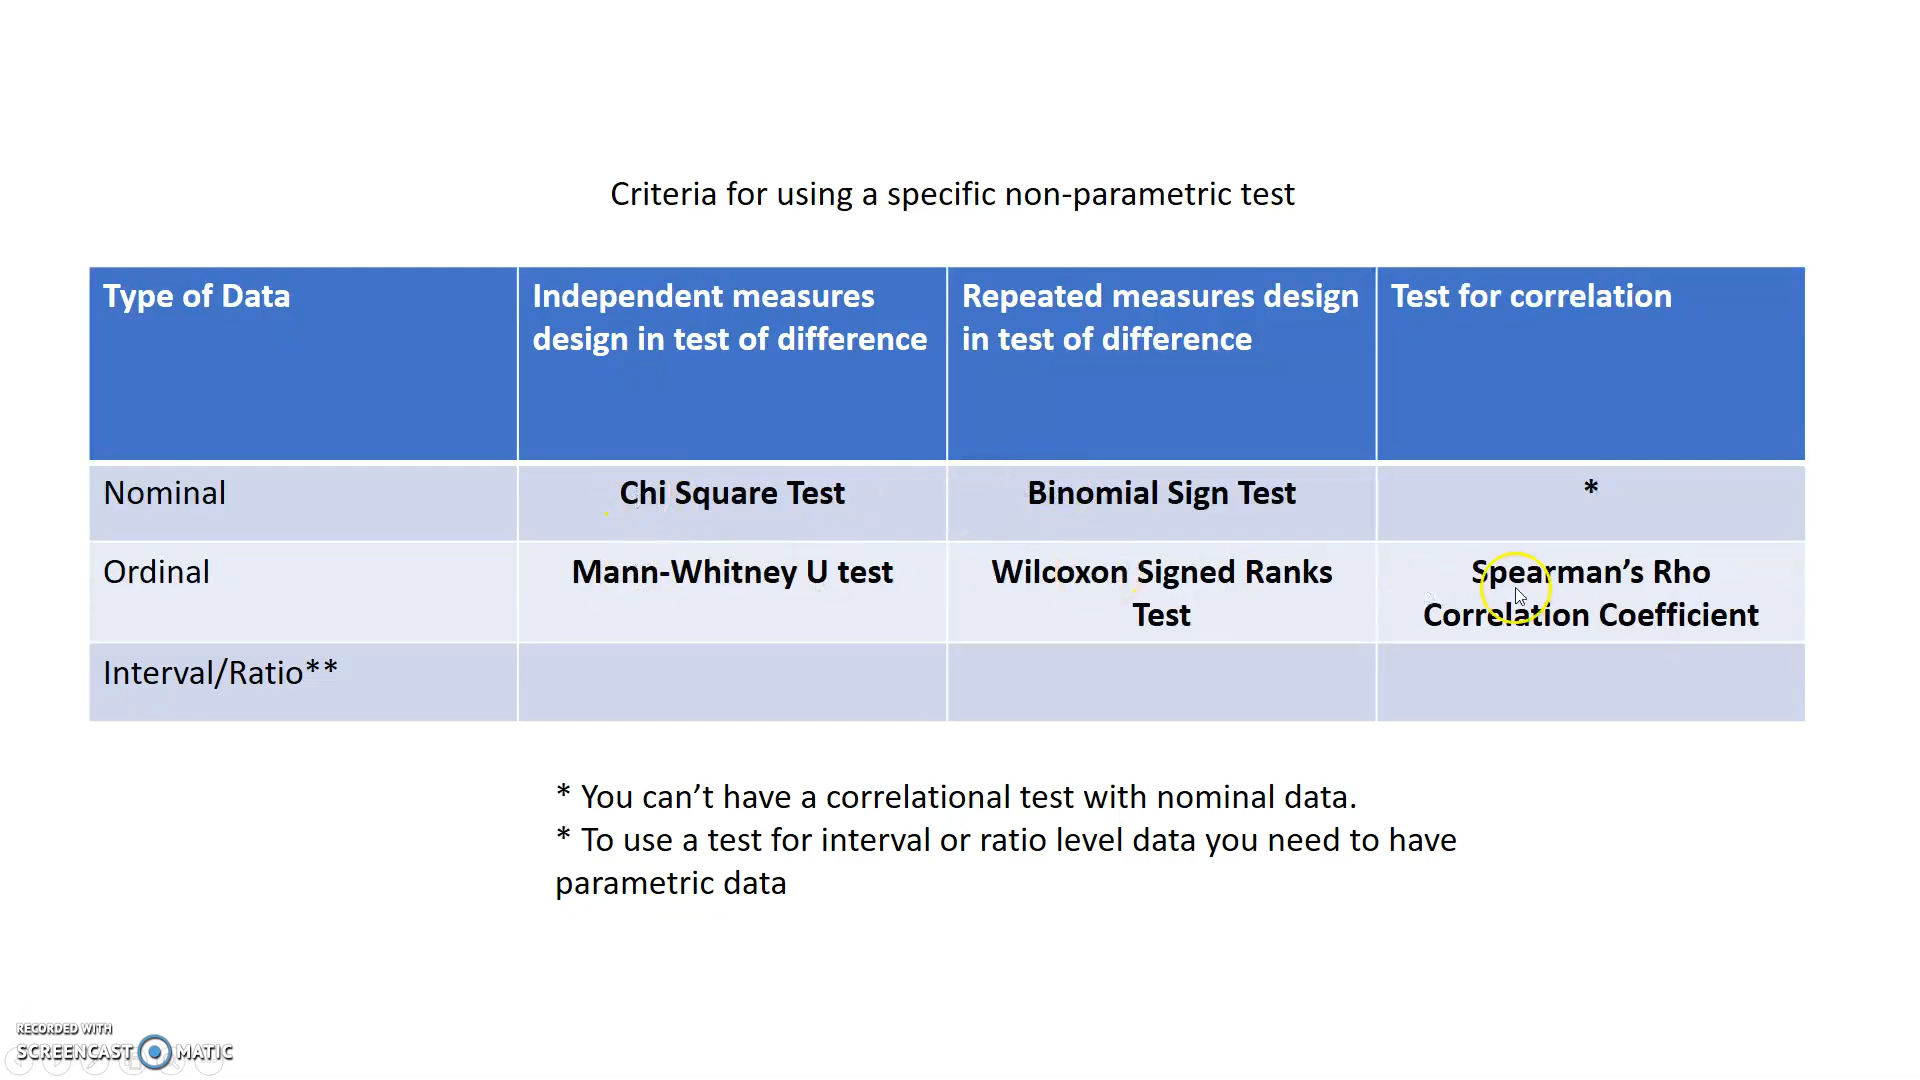 Criteria for using a specific non-parametric test
Type of Data
Independent measures
design in test of difference
Repeated measures design
in test of difference
Test for correlation
Nominal
Chi Square Test
Binomial Sign Test
*
Ordinal
Mann-Whitney U test
Wilcoxon Signed Ranks
Test
Spearman’s Rho
Correlation Coefficient
Interval/Ratio**
* You can’t have a correlational test with nominal data.
* To use a test for interval or ratio level data you need to have
parametric data
RECORDED WITH
SCREENCAST MATIC